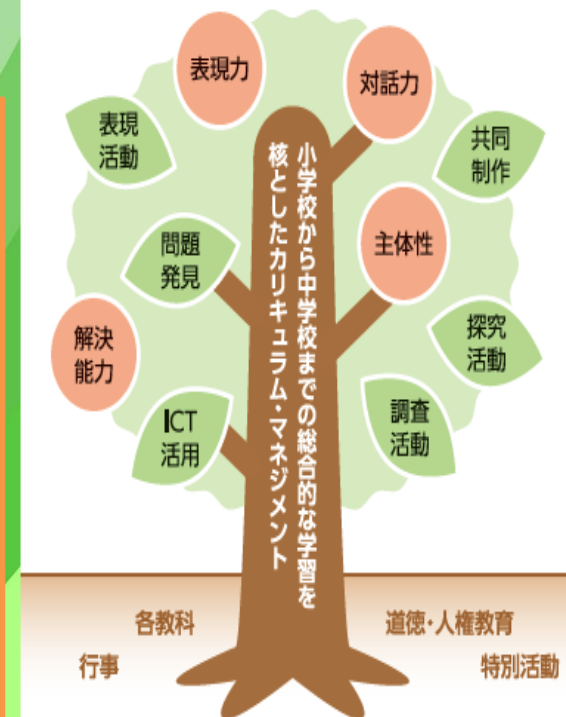 表現力
対話力
表現
活動
共同
制作
小学校から中学校までの総合的な学習を
核としたカリキュラム・マネジメント
問題
発見
主体性
解決
能力
探究
活動
ICT
活用
調査
活動
各教科
道徳・人権教育
行事
特別活動